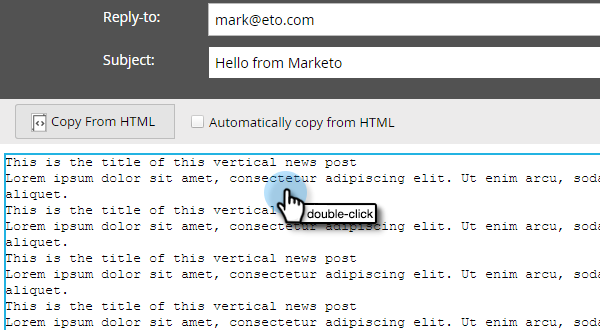 Reply-to:
mark@eto.com
Subject:
Hello from Marketo
Copy From HTML
Automatically copy from HTML
This is the title of this vertical news post
Lorem ipsum dolor sit amet, consectetur adipiscing elit. Ut enim arcu,
aliquet.
This is the title of this vertical
double-click
Lorem ipsum dolor sit amet, consectetur adipiscing elit. Ut enim arcu,
aliquet.
This is the title of this vertical news post
Lorem ipsum dolor sit amet, consectetur adipiscing elit. Ut enim arcu,
aliquet.
This is the title of this vertical news post
Lorem ipsum dolor sit amet, consectetur adipiscing elit. Ut enim arcu,